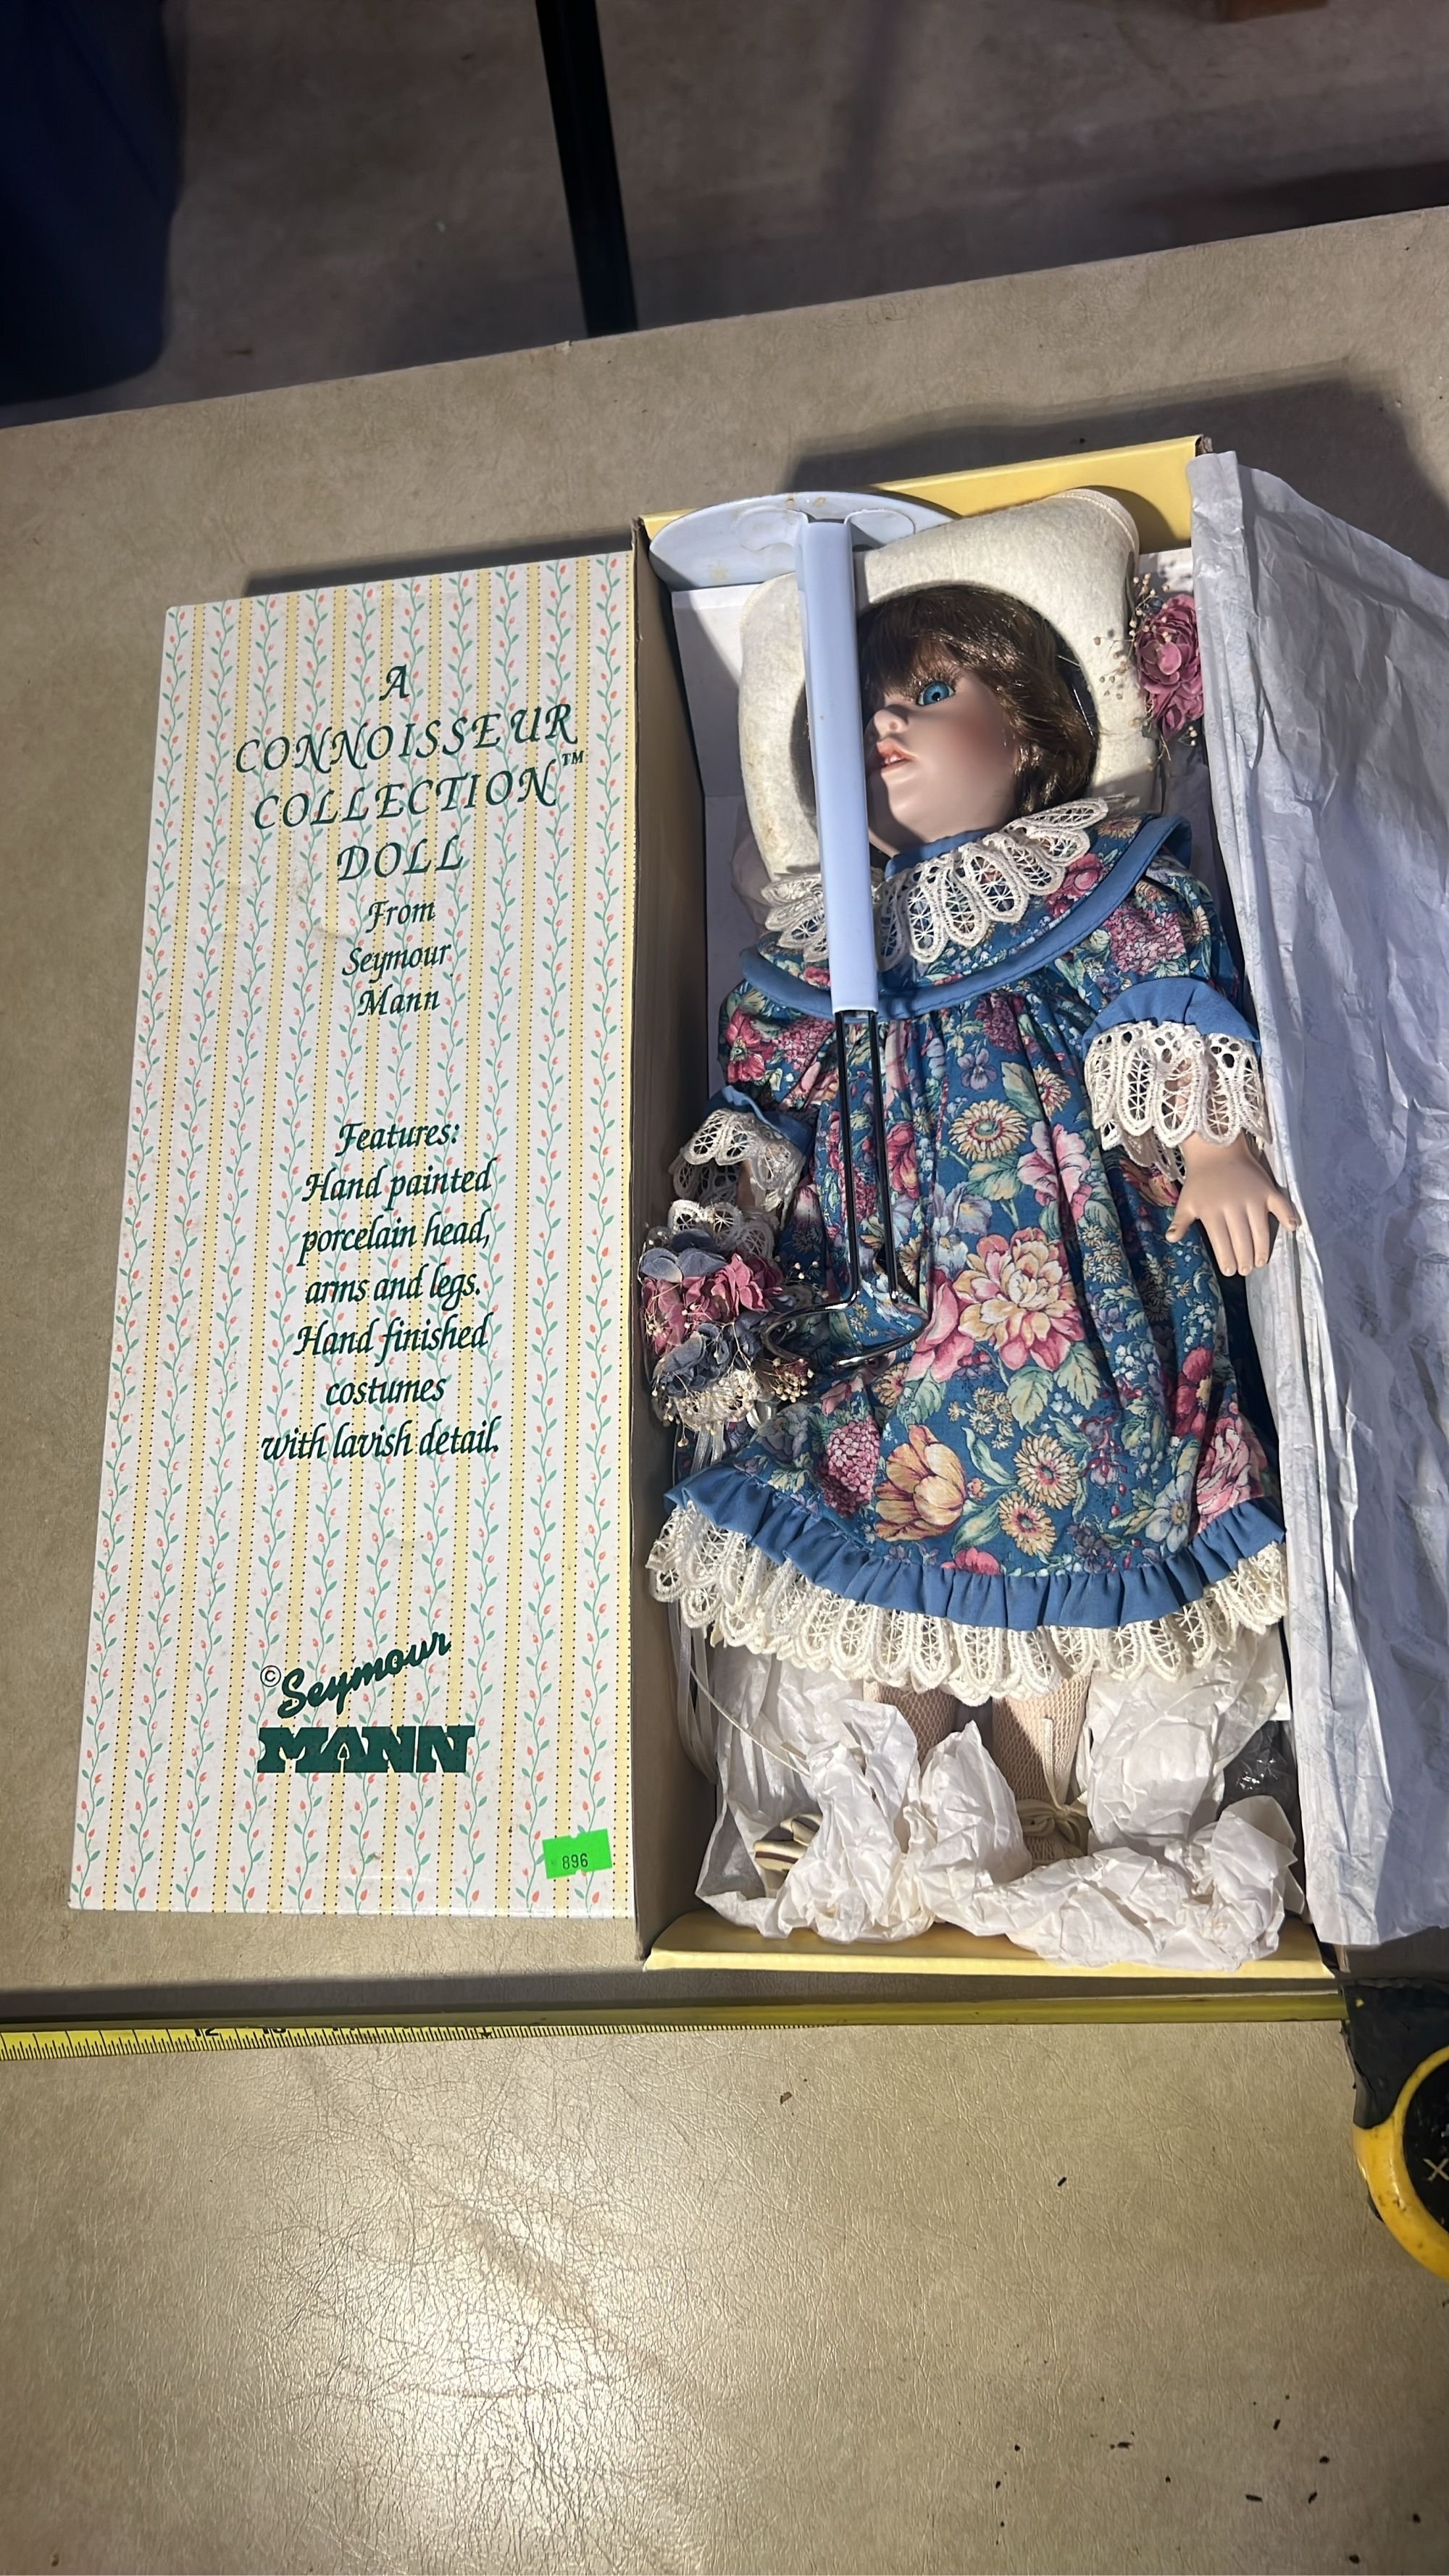 A
CONNOISSEUR
COLLECTION™
DOLL
From
Seymour
Mann
Features:
Hand painted
porcelain head,
arms and legs.
Hand finished
costumes
with lavish detail.
© Seymour
MANN
896
12